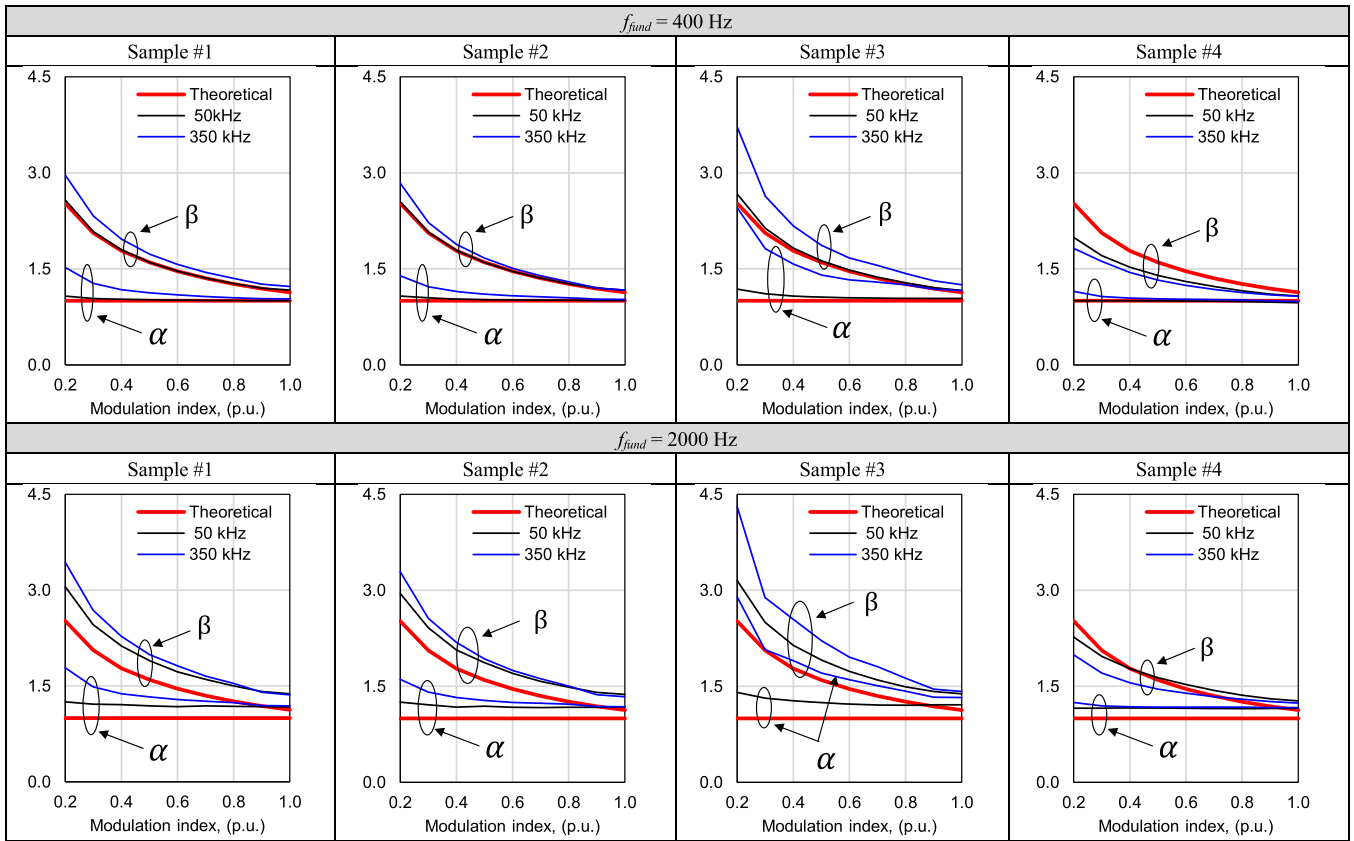 f_fund = 400 Hz
Sample #1
Sample #2
Sample #3
Sample #4
4.5
3.0
1.5
0.0
Theoretical
50kHz
350 kHz
β
α
0.2 0.4 0.6 0.8 1.0
Modulation index, (p.u.)
4.5
3.0
1.5
0.0
Theoretical
50 kHz
350 kHz
β
α
0.2 0.4 0.6 0.8 1.0
Modulation index, (p.u.)
4.5
3.0
1.5
0.0
Theoretical
50 kHz
350 kHz
β
α
0.2 0.4 0.6 0.8 1.0
Modulation index, (p.u.)
4.5
3.0
1.5
0.0
Theoretical
50 kHz
350 kHz
β
α
0.2 0.4 0.6 0.8 1.0
Modulation index, (p.u.)
f_fund = 2000 Hz
Sample #1
Sample #2
Sample #3
Sample #4
4.5
3.0
1.5
0.0
Theoretical
50 kHz
350 kHz
β
α
0.2 0.4 0.6 0.8 1.0
Modulation index, (p.u.)
4.5
3.0
1.5
0.0
Theoretical
50 kHz
350 kHz
β
α
0.2 0.4 0.6 0.8 1.0
Modulation index, (p.u.)
4.5
3.0
1.5
0.0
Theoretical
50 kHz
350 kHz
β
α
0.2 0.4 0.6 0.8 1.0
Modulation index, (p.u.)
4.5
3.0
1.5
0.0
Theoretical
50 kHz
350 kHz
β
α
0.2 0.4 0.6 0.8 1.0
Modulation index, (p.u.)